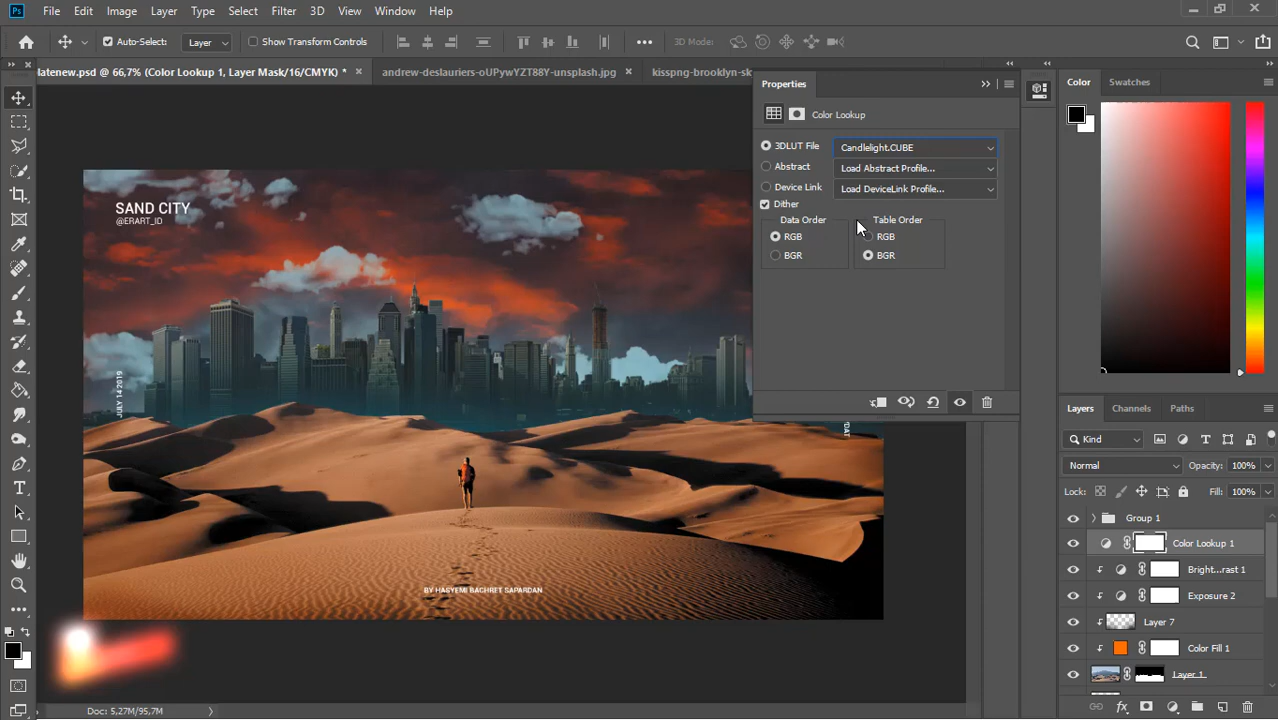 Ps File Edit Image Layer Type Select Filter 3D View Window Help
Auto-Select: Layer Show Transform Controls 3D Mode:
latenew.psd @ 66,7% (Color Lookup 1, Layer Mask/16/CMYK) * andrew-deslauriers-oUPywYZT88Y-unsplash.jpg kisspng-brooklyn-sk
Properties
Color Lookup
3DLUT File Candlelight.CUBE
Abstract Load Abstract Profile...
Device Link Load DeviceLink Profile...
Dither
Data Order Table Order
RGB RGB
BGR BGR
SAND CITY
@ERART_ID
JULY 14 2019
BY HASYEMI BACHRET SAPARDAN
Color Swatches
Layers Channels Paths
Kind
Normal Opacity: 100%
Lock: Fill: 100%
Group 1
Color Lookup 1
Bright...rast 1
Exposure 2
Layer 7
Color Fill 1
Layer 1
fx
Doc: 5,27M/95,7M